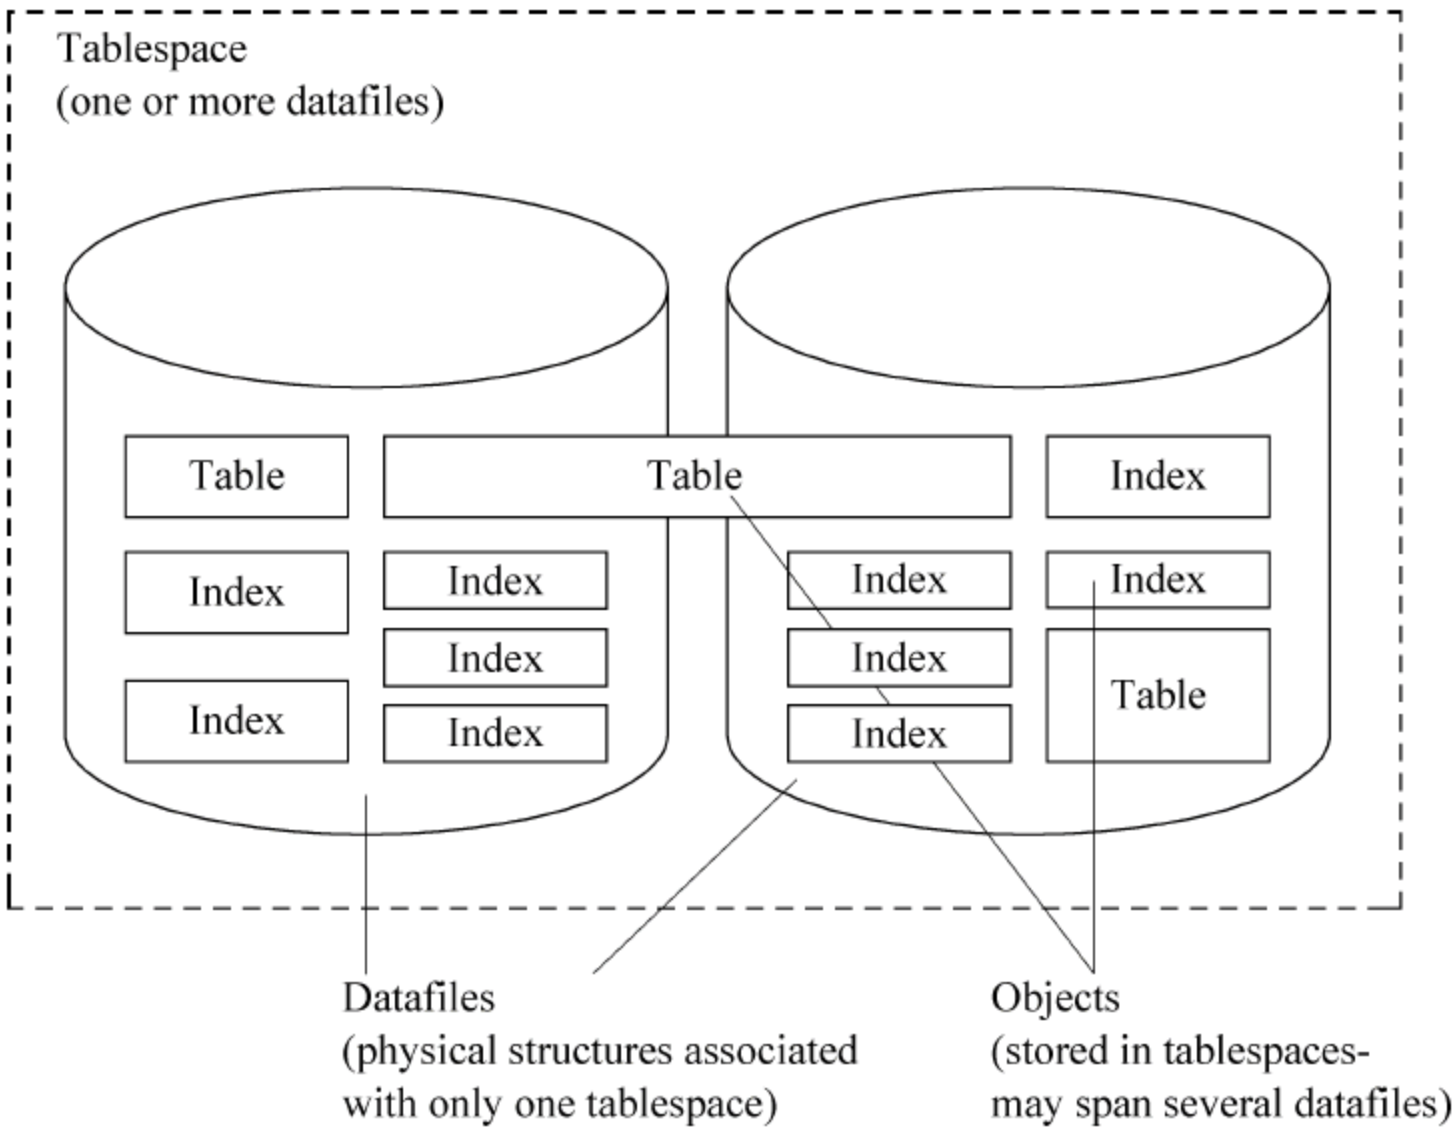 Tablespace
(one or more datafiles)
Table
Table
Index
Index
Index
Index
Index
Index
Index
Index
Index
Index
Table
Index
Datafiles
(physical structures associated
with only one tablespace)
Objects
(stored in tablespaces-
may span several datafiles)